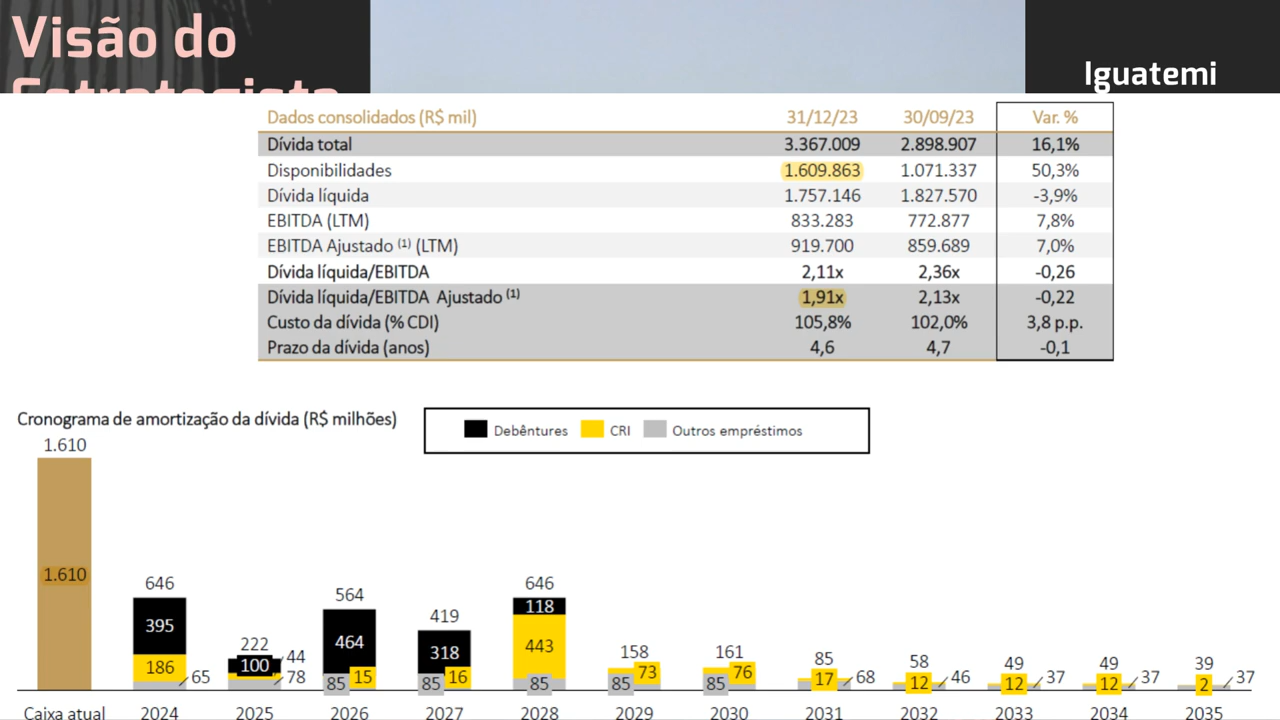 Visão do
Estrategista
Iguatemi
Dados consolidados (R$ mil) 31/12/23 30/09/23 Var. %
Dívida total 3.367.009 2.898.907 16,1%
Disponibilidades 1.609.863 1.071.337 50,3%
Dívida líquida 1.757.146 1.827.570 -3,9%
EBITDA (LTM) 833.283 772.877 7,8%
EBITDA Ajustado (1) (LTM) 919.700 859.689 7,0%
Dívida líquida/EBITDA 2,11x 2,36x -0,26
Dívida líquida/EBITDA Ajustado (1) 1,91x 2,13x -0,22
Custo da dívida (% CDI) 105,8% 102,0% 3,8 p.p.
Prazo da dívida (anos) 4,6 4,7 -0,1
Cronograma de amortização da dívida (R$ milhões)
Debêntures CRI Outros empréstimos
1.610
1.610
646
395
186
65
222
100
44
78
564
464
15
85
419
318
16
85
646
118
443
85
158
73
85
161
76
85
85
17
68
58
12
46
49
12
37
49
12
37
39
2
37
Caixa atual 2024 2025 2026 2027 2028 2029 2030 2031 2032 2033 2034 2035